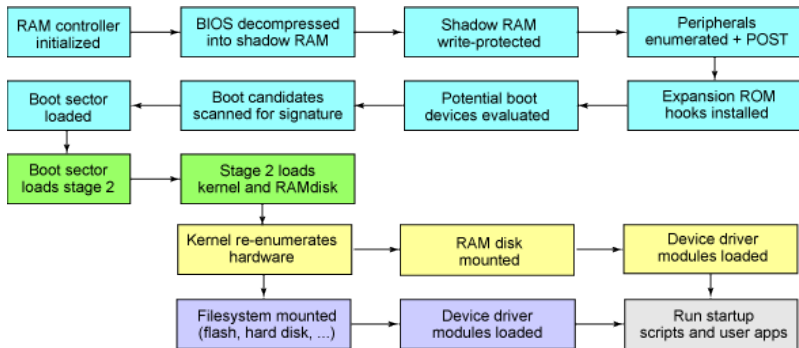 RAM controller
initialized
BIOS decompressed
into shadow RAM
Shadow RAM
write-protected
Peripherals
enumerated + POST
Expansion ROM
hooks installed
Potential boot
devices evaluated
Boot candidates
scanned for signature
Boot sector
loaded
Boot sector
loads stage 2
Stage 2 loads
kernel and RAMdisk
Kernel re-enumerates
hardware
RAM disk
mounted
Device driver
modules loaded
Filesystem mounted
(flash, hard disk, ...)
Device driver
modules loaded
Run startup
scripts and user apps